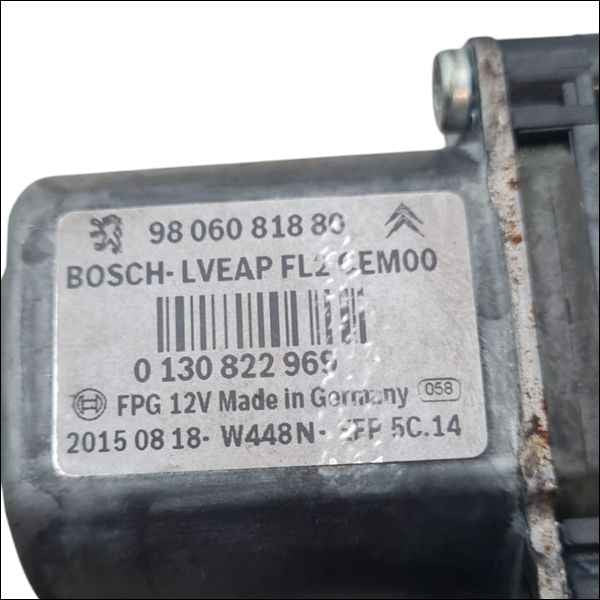 98 060 818 80
BOSCH- LVEAP FL2 CEM00
0 130 822 969
FPG 12V Made in Germany 058
2015 08 18- W448N- 5C.14